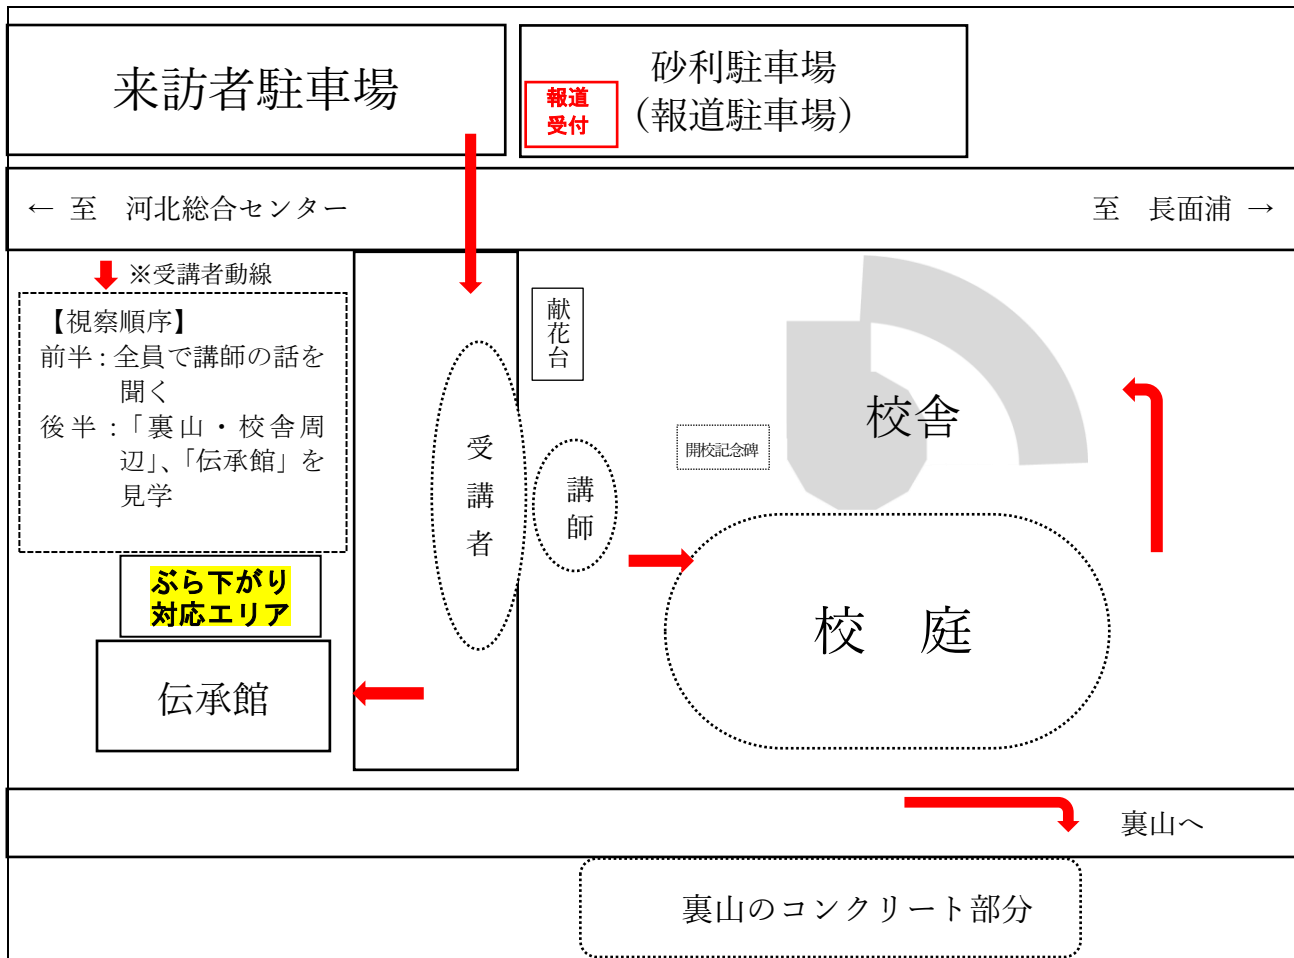 来訪者駐車場
砂利駐車場
(報道駐車場)
報道
受付
← 至　河北総合センター
至　長面浦 →
※受講者動線
【視察順序】
前半：全員で講師の話を
聞く
後半：「裏山・校舎周
辺」、「伝承館」を
見学
献花台
受講者
講師
開校記念碑
校舎
ぶら下がり
対応エリア
校　庭
伝承館
裏山へ
裏山のコンクリート部分